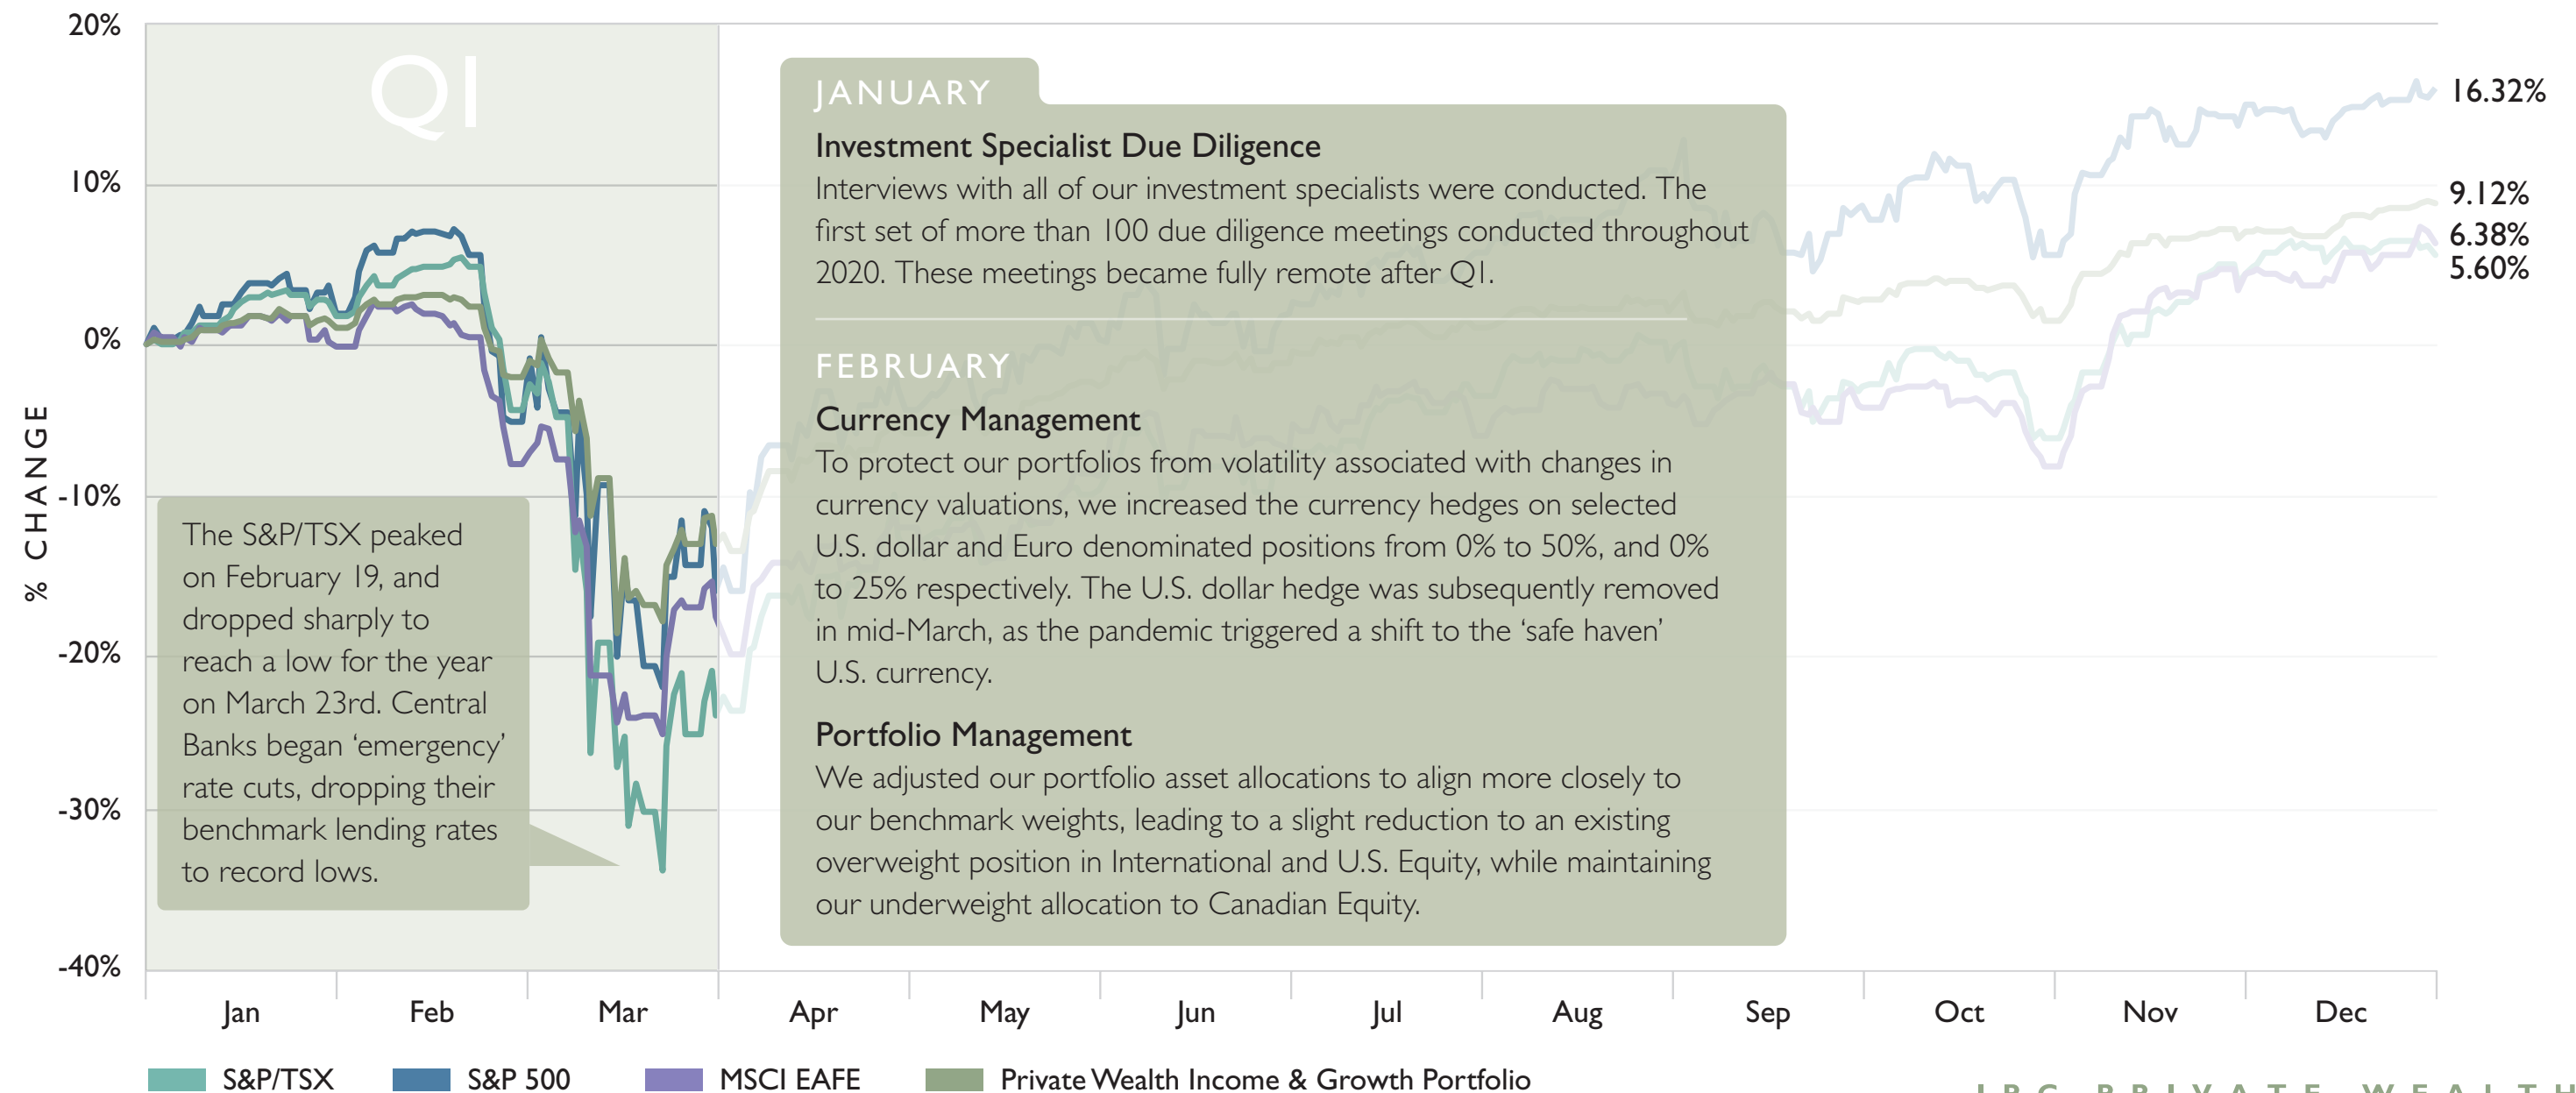 20%
10%
0%
-10%
-20%
-30%
-40%
% CHANGE
Q1
The S&P/TSX peaked
on February 19, and
dropped sharply to
reach a low for the year
on March 23rd. Central
Banks began ‘emergency’
rate cuts, dropping their
benchmark lending rates
to record lows.
JANUARY
Investment Specialist Due Diligence
Interviews with all of our investment specialists were conducted. The
first set of more than 100 due diligence meetings conducted throughout
2020. These meetings became fully remote after Q1.
FEBRUARY
Currency Management
To protect our portfolios from volatility associated with changes in
currency valuations, we increased the currency hedges on selected
U.S. dollar and Euro denominated positions from 0% to 50%, and 0%
to 25% respectively. The U.S. dollar hedge was subsequently removed
in mid-March, as the pandemic triggered a shift to the ‘safe haven’
U.S. currency.
Portfolio Management
We adjusted our portfolio asset allocations to align more closely to
our benchmark weights, leading to a slight reduction to an existing
overweight position in International and U.S. Equity, while maintaining
our underweight allocation to Canadian Equity.
16.32%
9.12%
6.38%
5.60%
Jan Feb Mar Apr May Jun Jul Aug Sep Oct Nov Dec
S&P/TSX S&P 500 MSCI EAFE Private Wealth Income & Growth Portfolio
PRIVATE WEALTH